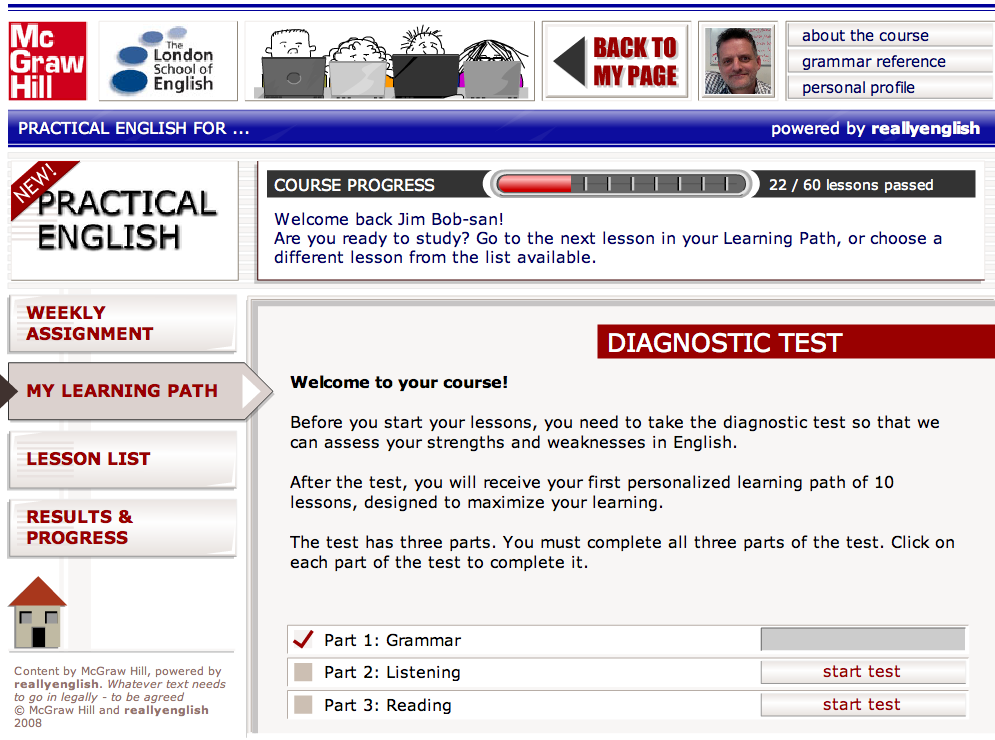 Mc
Graw
Hill
The
London
School of
English
BACK TO
MY PAGE
about the course
grammar reference
personal profile
PRACTICAL ENGLISH FOR ...
powered by reallyenglish
NEW!
PRACTICAL
ENGLISH
COURSE PROGRESS
22 / 60 lessons passed
Welcome back Jim Bob-san!
Are you ready to study? Go to the next lesson in your Learning Path, or choose a
different lesson from the list available.
WEEKLY
ASSIGNMENT
MY LEARNING PATH
LESSON LIST
RESULTS &
PROGRESS
DIAGNOSTIC TEST
Welcome to your course!
Before you start your lessons, you need to take the diagnostic test so that we
can assess your strengths and weaknesses in English.
After the test, you will receive your first personalized learning path of 10
lessons, designed to maximize your learning.
The test has three parts. You must complete all three parts of the test. Click on
each part of the test to complete it.
Part 1: Grammar
Part 2: Listening
start test
Part 3: Reading
start test
Content by McGraw Hill, powered by
reallyenglish. Whatever text needs
to go in legally - to be agreed
© McGraw Hill and reallyenglish
2008